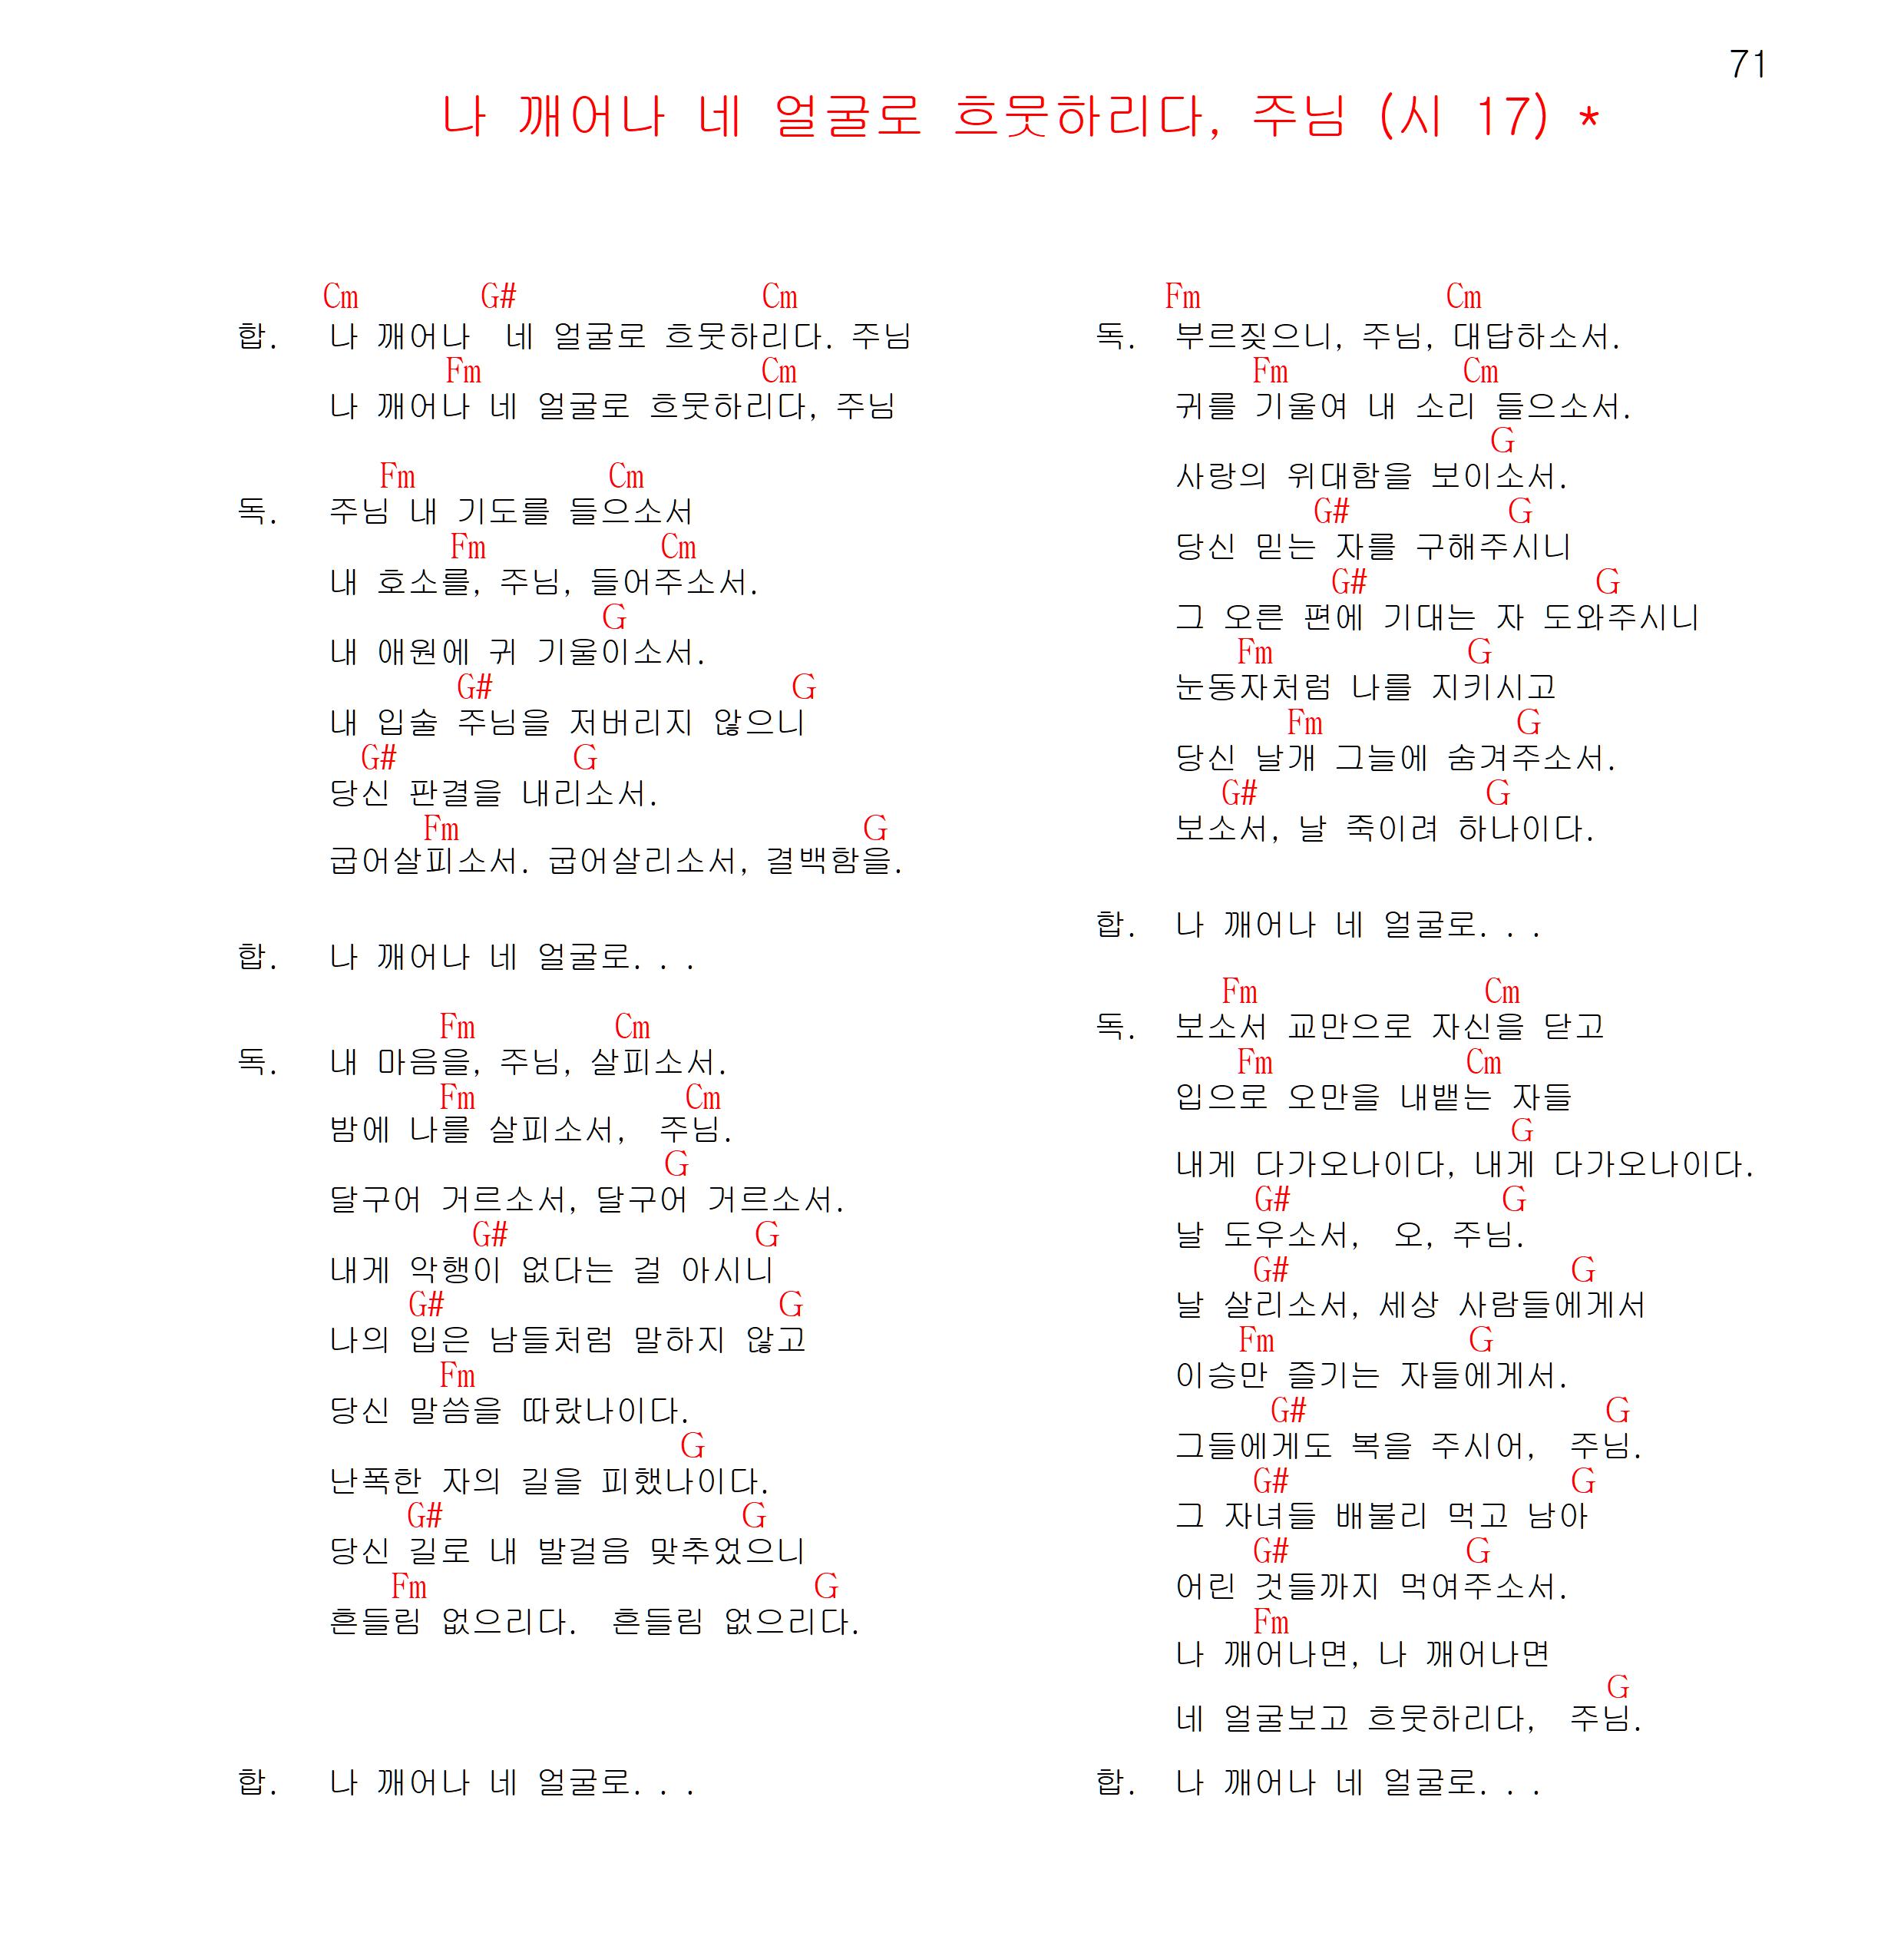 71
나 깨어나 네 얼굴로 흐뭇하리다, 주님 (시 17) *
Cm G# Cm
합. 나 깨어나 네 얼굴로 흐뭇하리다. 주님
Fm Cm
나 깨어나 네 얼굴로 흐뭇하리다, 주님
Fm Cm
독. 주님 내 기도를 들으소서
Fm Cm
내 호소를, 주님, 들어주소서.
G
내 애원에 귀 기울이소서.
G# G
내 입술 주님을 저버리지 않으니
G# G
당신 판결을 내리소서.
Fm G
굽어살피소서. 굽어살리소서, 결백함을.
합. 나 깨어나 네 얼굴로. . .
Fm Cm
독. 내 마음을, 주님, 살피소서.
Fm Cm
밤에 나를 살피소서, 주님.
G
달구어 거르소서, 달구어 거르소서.
G# G
내게 악행이 없다는 걸 아시니
G# G
나의 입은 남들처럼 말하지 않고
Fm
당신 말씀을 따랐나이다.
G
난폭한 자의 길을 피했나이다.
G# G
당신 길로 내 발걸음 맞추었으니
Fm G
흔들림 없으리다. 흔들림 없으리다.
합. 나 깨어나 네 얼굴로. . .
Fm Cm
독. 부르짖으니, 주님, 대답하소서.
Fm Cm
귀를 기울여 내 소리 들으소서.
G
사랑의 위대함을 보이소서.
G# G
당신 믿는 자를 구해주시니
G# G
그 오른 편에 기대는 자 도와주시니
Fm G
눈동자처럼 나를 지키시고
Fm G
당신 날개 그늘에 숨겨주소서.
G# G
보소서, 날 죽이려 하나이다.
합. 나 깨어나 네 얼굴로. . .
Fm Cm
독. 보소서 교만으로 자신을 닫고
Fm Cm
입으로 오만을 내뱉는 자들
G
내게 다가오나이다, 내게 다가오나이다.
G# G
날 도우소서, 오, 주님.
G# G
날 살리소서, 세상 사람들에게서
Fm G
이승만 즐기는 자들에게서.
G# G
그들에게도 복을 주시어, 주님.
G# G
그 자녀들 배불리 먹고 남아
G# G
어린 것들까지 먹여주소서.
Fm
나 깨어나면, 나 깨어나면
G
네 얼굴보고 흐뭇하리다, 주님.
합. 나 깨어나 네 얼굴로. . .